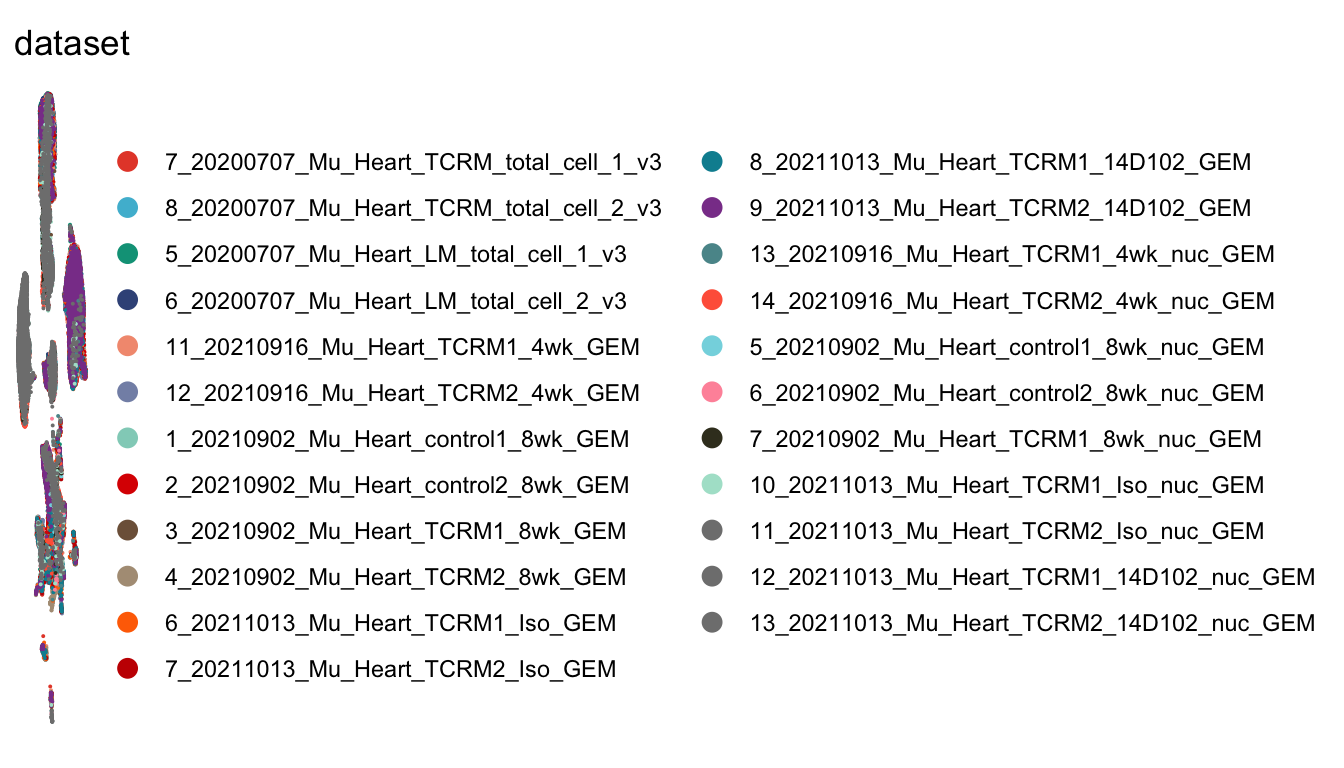 dataset
7_20200707_Mu_Heart_TCRM_total_cell_1_v3
8_20200707_Mu_Heart_TCRM_total_cell_2_v3
5_20200707_Mu_Heart_LM_total_cell_1_v3
6_20200707_Mu_Heart_LM_total_cell_2_v3
11_20210916_Mu_Heart_TCRM1_4wk_GEM
12_20210916_Mu_Heart_TCRM2_4wk_GEM
1_20210902_Mu_Heart_control1_8wk_GEM
2_20210902_Mu_Heart_control2_8wk_GEM
3_20210902_Mu_Heart_TCRM1_8wk_GEM
4_20210902_Mu_Heart_TCRM2_8wk_GEM
6_20211013_Mu_Heart_TCRM1_Iso_GEM
7_20211013_Mu_Heart_TCRM2_Iso_GEM
8_20211013_Mu_Heart_TCRM1_14D102_GEM
9_20211013_Mu_Heart_TCRM2_14D102_GEM
13_20210916_Mu_Heart_TCRM1_4wk_nuc_GEM
14_20210916_Mu_Heart_TCRM2_4wk_nuc_GEM
5_20210902_Mu_Heart_control1_8wk_nuc_GEM
6_20210902_Mu_Heart_control2_8wk_nuc_GEM
7_20210902_Mu_Heart_TCRM1_8wk_nuc_GEM
10_20211013_Mu_Heart_TCRM1_Iso_nuc_GEM
11_20211013_Mu_Heart_TCRM2_Iso_nuc_GEM
12_20211013_Mu_Heart_TCRM1_14D102_nuc_GEM
13_20211013_Mu_Heart_TCRM2_14D102_nuc_GEM